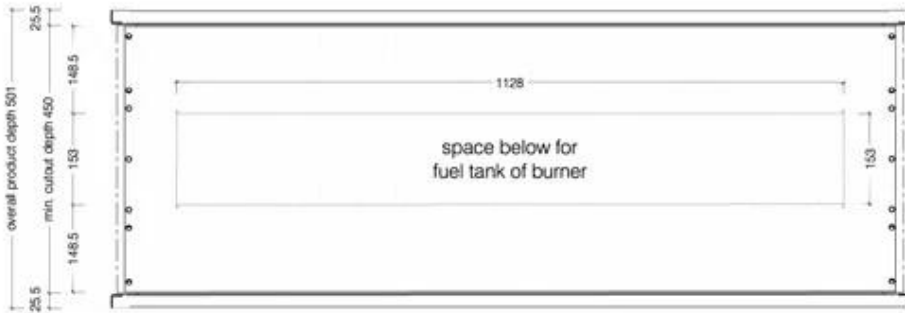 overall product depth 501
min. cutout depth 450
25.5
148.5
153
148.5
25.5
1128
space below for
fuel tank of burner
153